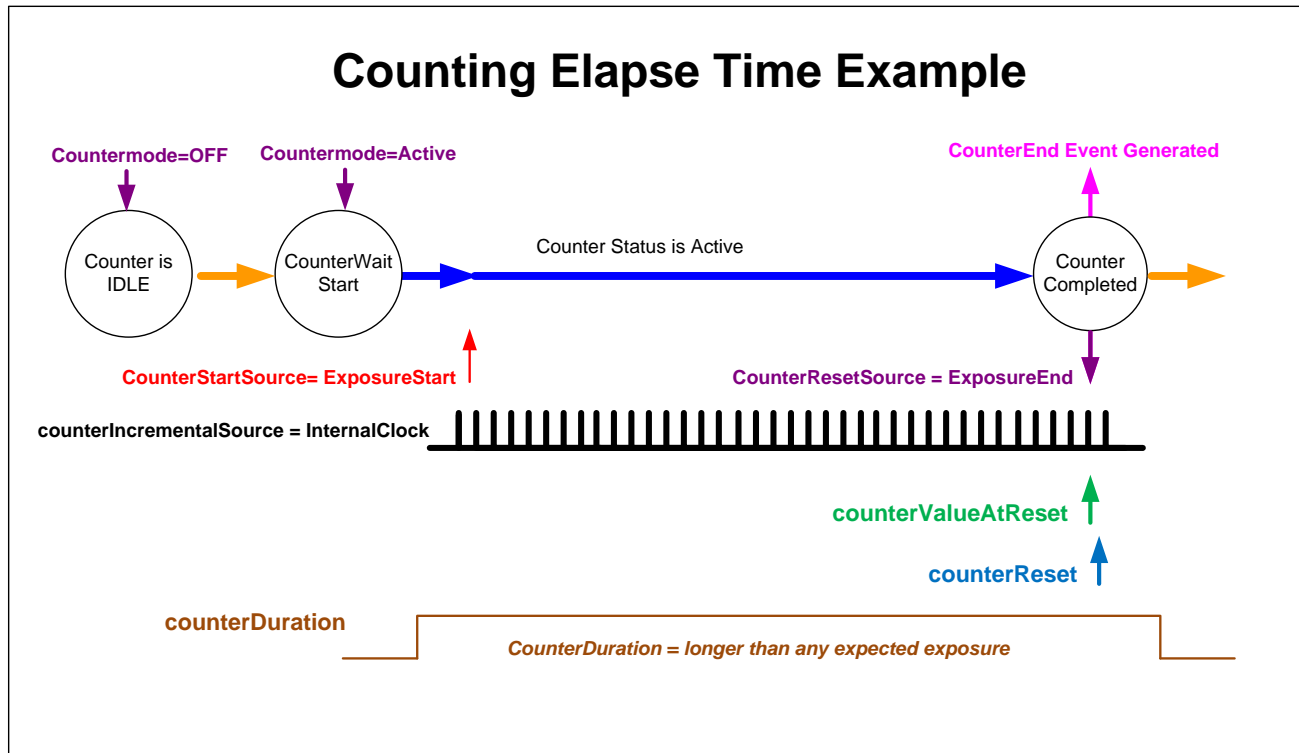 Counting Elapse Time Example
Countermode=OFF
Countermode=Active
CounterEnd Event Generated
Counter is
IDLE
CounterWait
Start
Counter Status is Active
Counter
Completed
CounterStartSource= ExposureStart
CounterResetSource = ExposureEnd
counterIncrementalSource = InternalClock
counterValueAtReset
counterReset
counterDuration
CounterDuration = longer than any expected exposure